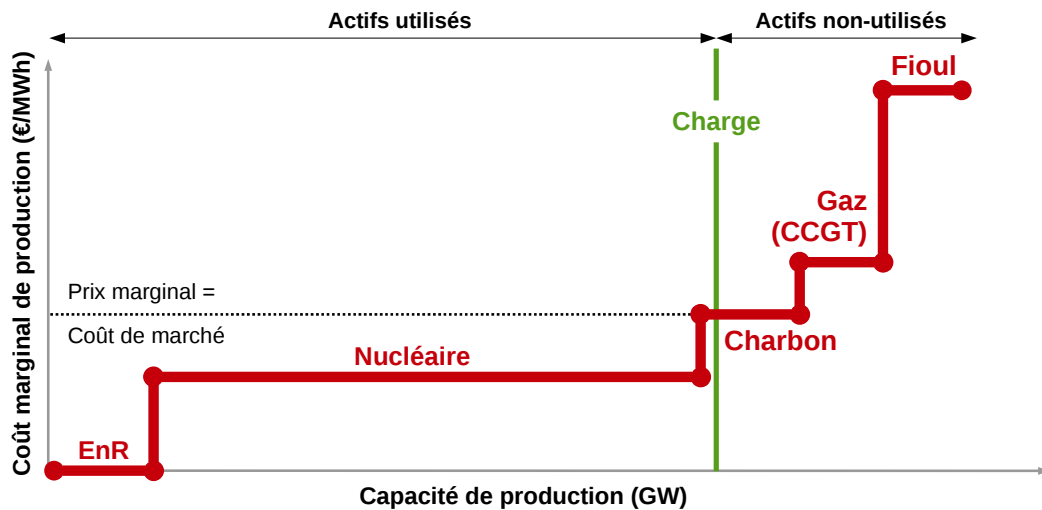 Actifs utilisés
Actifs non-utilisés
Fioul
Charge
Gaz
(CCGT)
Prix marginal =
Coût de marché
Charbon
Nucléaire
EnR
Coût marginal de production (€/MWh)
Capacité de production (GW)